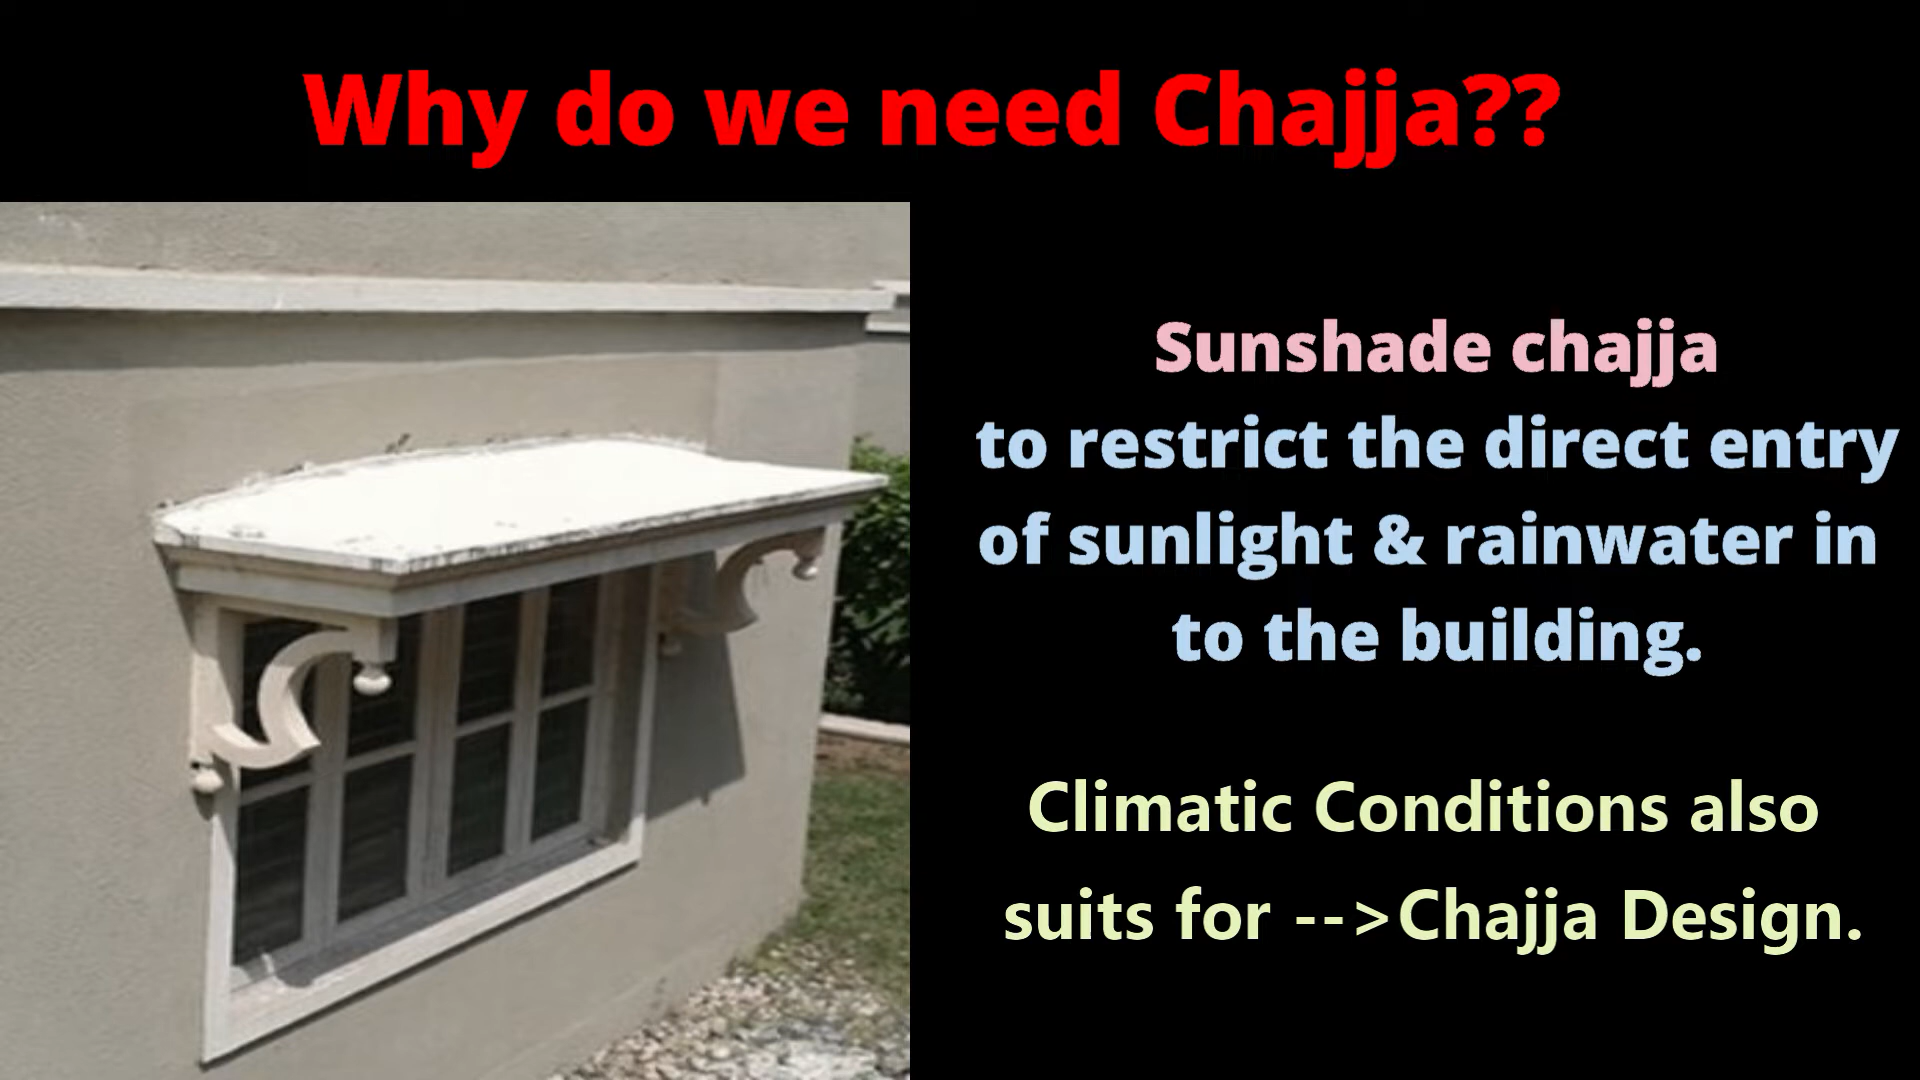 Why do we need Chajja??
Sunshade chajja
to restrict the direct entry
of sunlight & rainwater in
to the building.
Climatic Conditions also
suits for -->Chajja Design.